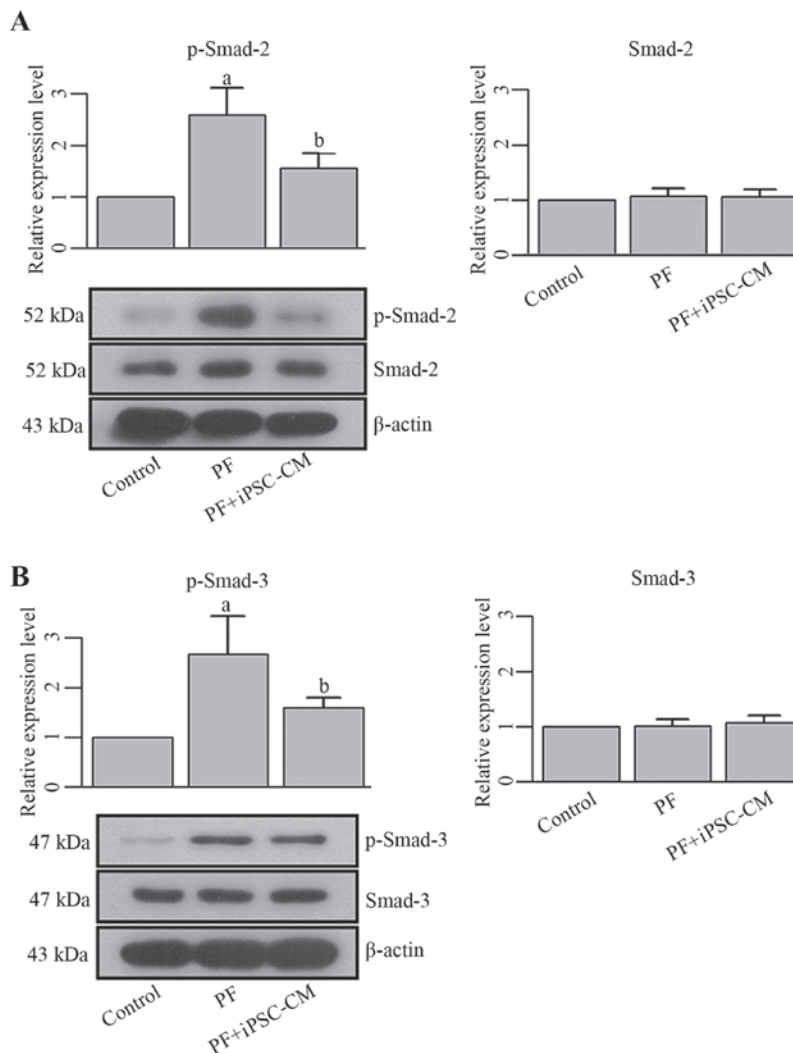 A
p-Smad-2
Relative expression level
0 1 2 3
a
b
Smad-2
Relative expression level
0 1 2 3
Control
PF
PF+iPSC-CM
52 kDa
p-Smad-2
52 kDa
Smad-2
43 kDa
β-actin
Control
PF
PF+iPSC-CM
B
p-Smad-3
Relative expression level
0 1 2 3
a
b
Smad-3
Relative expression level
0 1 2 3
Control
PF
PF+iPSC-CM
47 kDa
p-Smad-3
47 kDa
Smad-3
43 kDa
β-actin
Control
PF
PF+iPSC-CM